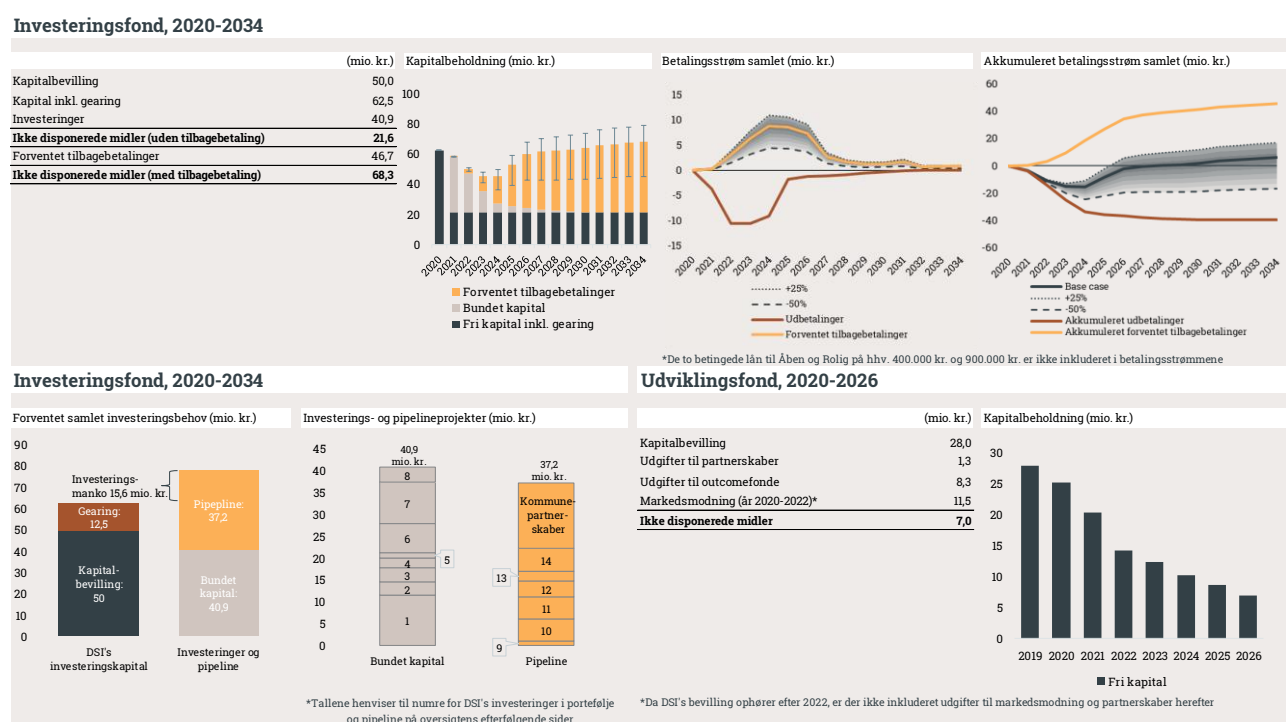 Investeringsfond, 2020-2034
(mio. kr.)
Kapitalbevilling 50,0
Kapital inkl. gearing 62,5
Investeringer 40,9
Ikke disponerede midler (uden tilbagebetaling) 21,6
Forventet tilbagebetalinger 46,7
Ikke disponerede midler (med tilbagebetaling) 68,3
Kapitalbeholdning (mio. kr.)
100
80
60
40
20
0
2020 2021 2022 2023 2024 2025 2026 2027 2028 2029 2030 2031 2032 2033 2034
Forventet tilbagebetalinger
Bundet kapital
Fri kapital inkl. gearing
Betalingsstrøm samlet (mio. kr.)
15
10
5
0
-5
-10
-15
2020 2021 2022 2023 2024 2025 2026 2027 2028 2029 2030 2031 2032 2033 2034
+25%
-50%
Udbetalinger
Forventet tilbagebetalinger
Akkumuleret betalingsstrøm samlet (mio. kr.)
60
40
20
0
-20
-40
-60
2020 2021 2022 2023 2024 2025 2026 2027 2028 2029 2030 2031 2032 2033 2034
Base case
+25%
-50%
Akkumuleret udbetalinger
Akkumuleret forventet tilbagebetalinger
*De to betingede lån til Åben og Rolig på hhv. 400.000 kr. og 900.000 kr. er ikke inkluderet i betalingsstrømmene
Investeringsfond, 2020-2034
Forventet samlet investeringsbehov (mio. kr.)
90
80
70
60
50
40
30
20
10
0
Investerings-
manko 15,6 mio. kr.
Gearing:
12,5
Kapital-
bevilling:
50
Pipepline:
37,2
Bundet
kapital:
40,9
DSI's
investeringskapital
Investeringer og
pipeline
Investerings- og pipelineprojekter (mio. kr.)
45
40
35
30
25
20
15
10
5
0
40,9
mio. kr.
8
7
6
5
4
3
2
1
Bundet kapital
37,2
mio. kr.
Kommune-
partner-
skaber
14
13
12
11
10
9
Pipeline
*Tallene henviser til numre for DSI's investeringer i portefølje
og pipeline på oversigtens efterfølgende sider
Udviklingsfond, 2020-2026
(mio. kr.)
Kapitalbevilling 28,0
Udgifter til partnerskaber 1,3
Udgifter til outcomefonde 8,3
Markedsmodning (år 2020-2022)* 11,5
Ikke disponerede midler 7,0
Kapitalbeholdning (mio. kr.)
30
25
20
15
10
5
0
2019 2020 2021 2022 2023 2024 2025 2026
Fri kapital
*Da DSI's bevilling ophører efter 2022, er der ikke inkluderet udgifter til markedsmodning og partnerskaber herefter